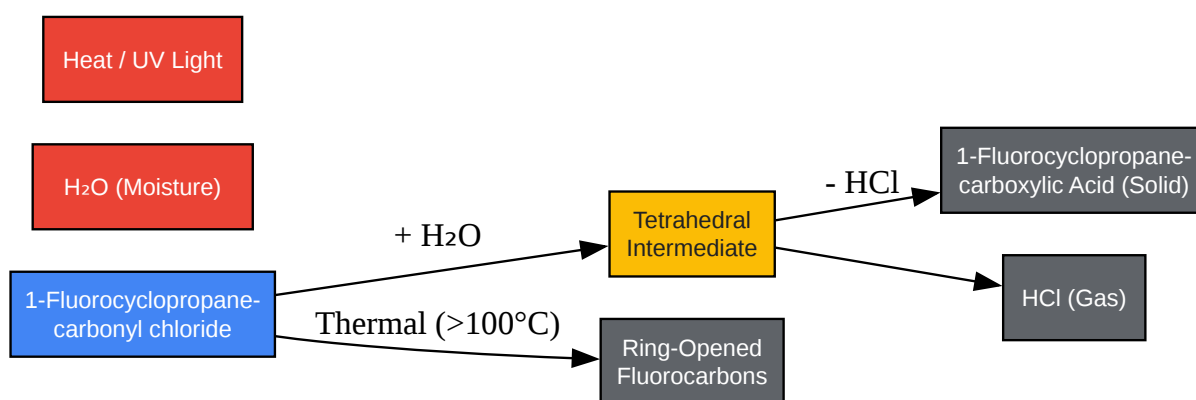 Heat / UV Light
H₂O (Moisture)
1-Fluorocyclopropane-
carbonyl chloride
+ H₂O
Thermal (>100°C)
Tetrahedral
Intermediate
Ring-Opened
Fluorocarbons
- HCl
1-Fluorocyclopropane-
carboxylic Acid (Solid)
HCl (Gas)